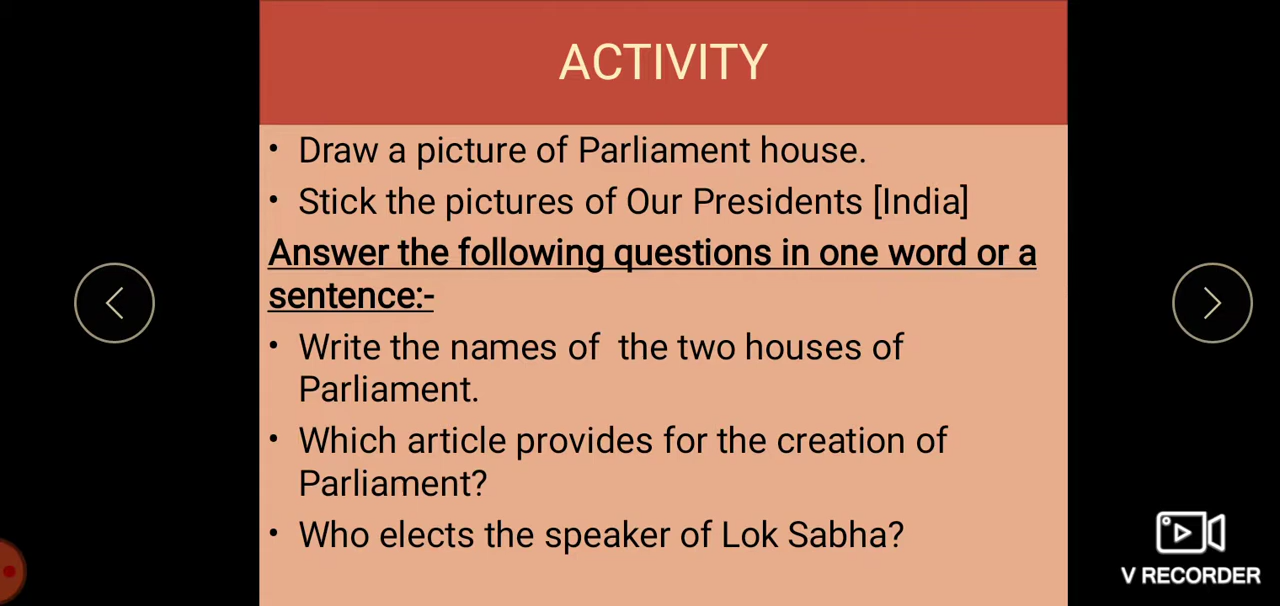 ACTIVITY
• Draw a picture of Parliament house.
• Stick the pictures of Our Presidents [India]
Answer the following questions in one word or a
sentence:-
• Write the names of  the two houses of
Parliament.
• Which article provides for the creation of
Parliament?
• Who elects the speaker of Lok Sabha?
V RECORDER